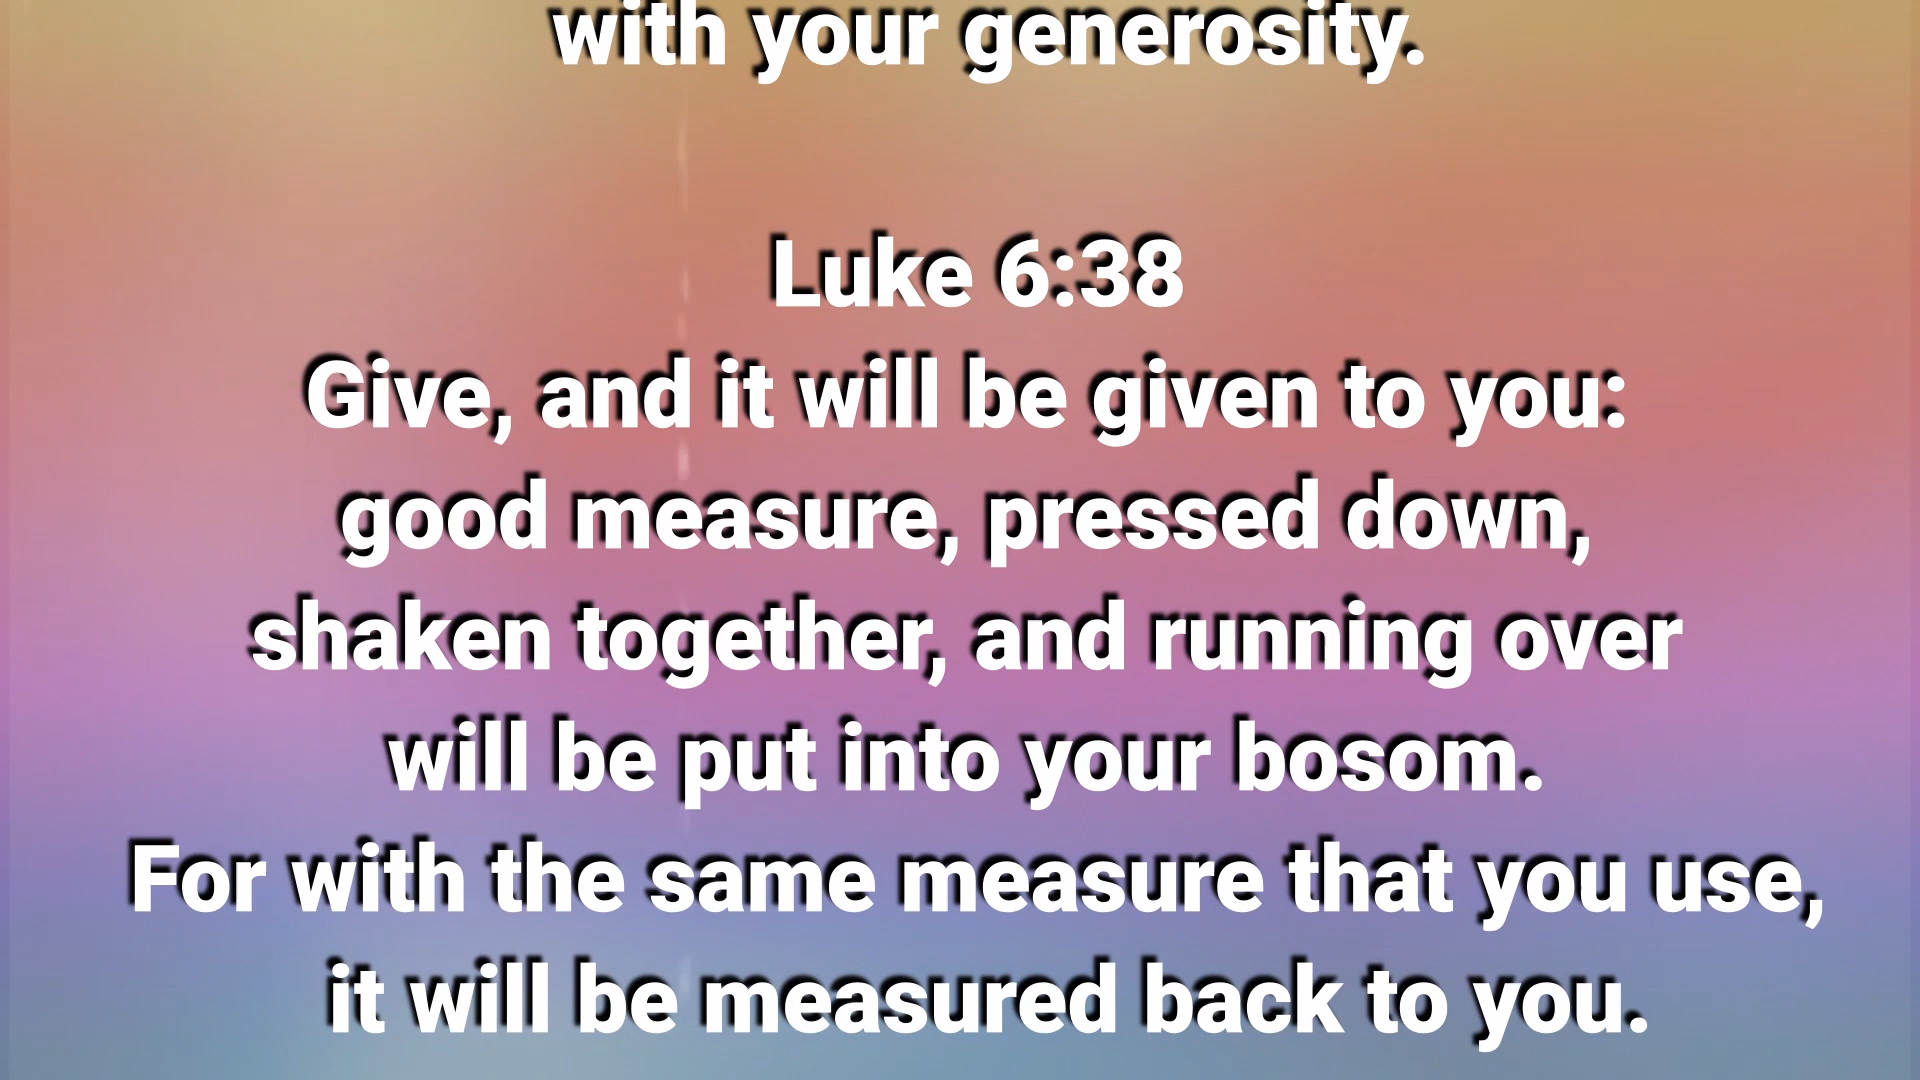 with your generosity.
Luke 6:38
Give, and it will be given to you:
good measure, pressed down,
shaken together, and running over
will be put into your bosom.
For with the same measure that you use,
it will be measured back to you.